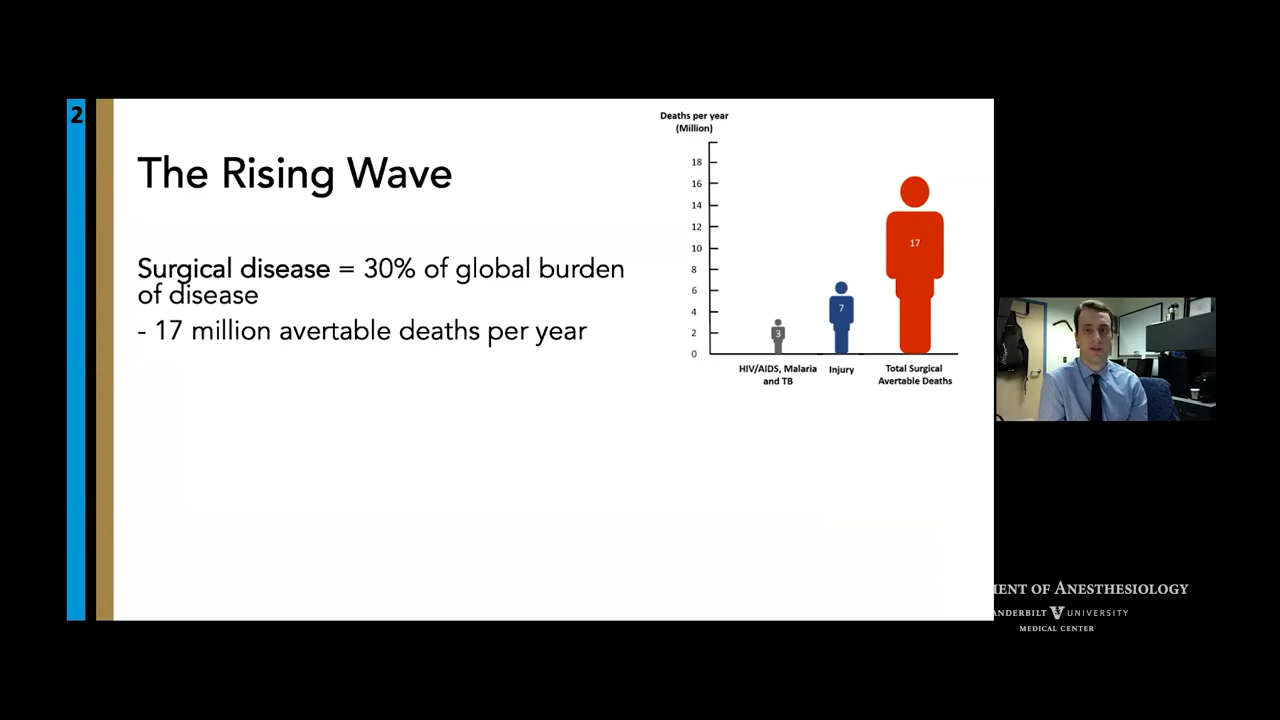 2
The Rising Wave
Surgical disease = 30% of global burden
of disease
- 17 million avertable deaths per year
Deaths per year
(Million)
18
16
14
12
10
8
6
4
2
0
3
7
17
HIV/AIDS, Malaria
and TB
Injury
Total Surgical
Avertable Deaths
MENT OF ANESTHESIOLOGY
ANDERBILT V UNIVERSITY
MEDICAL CENTER